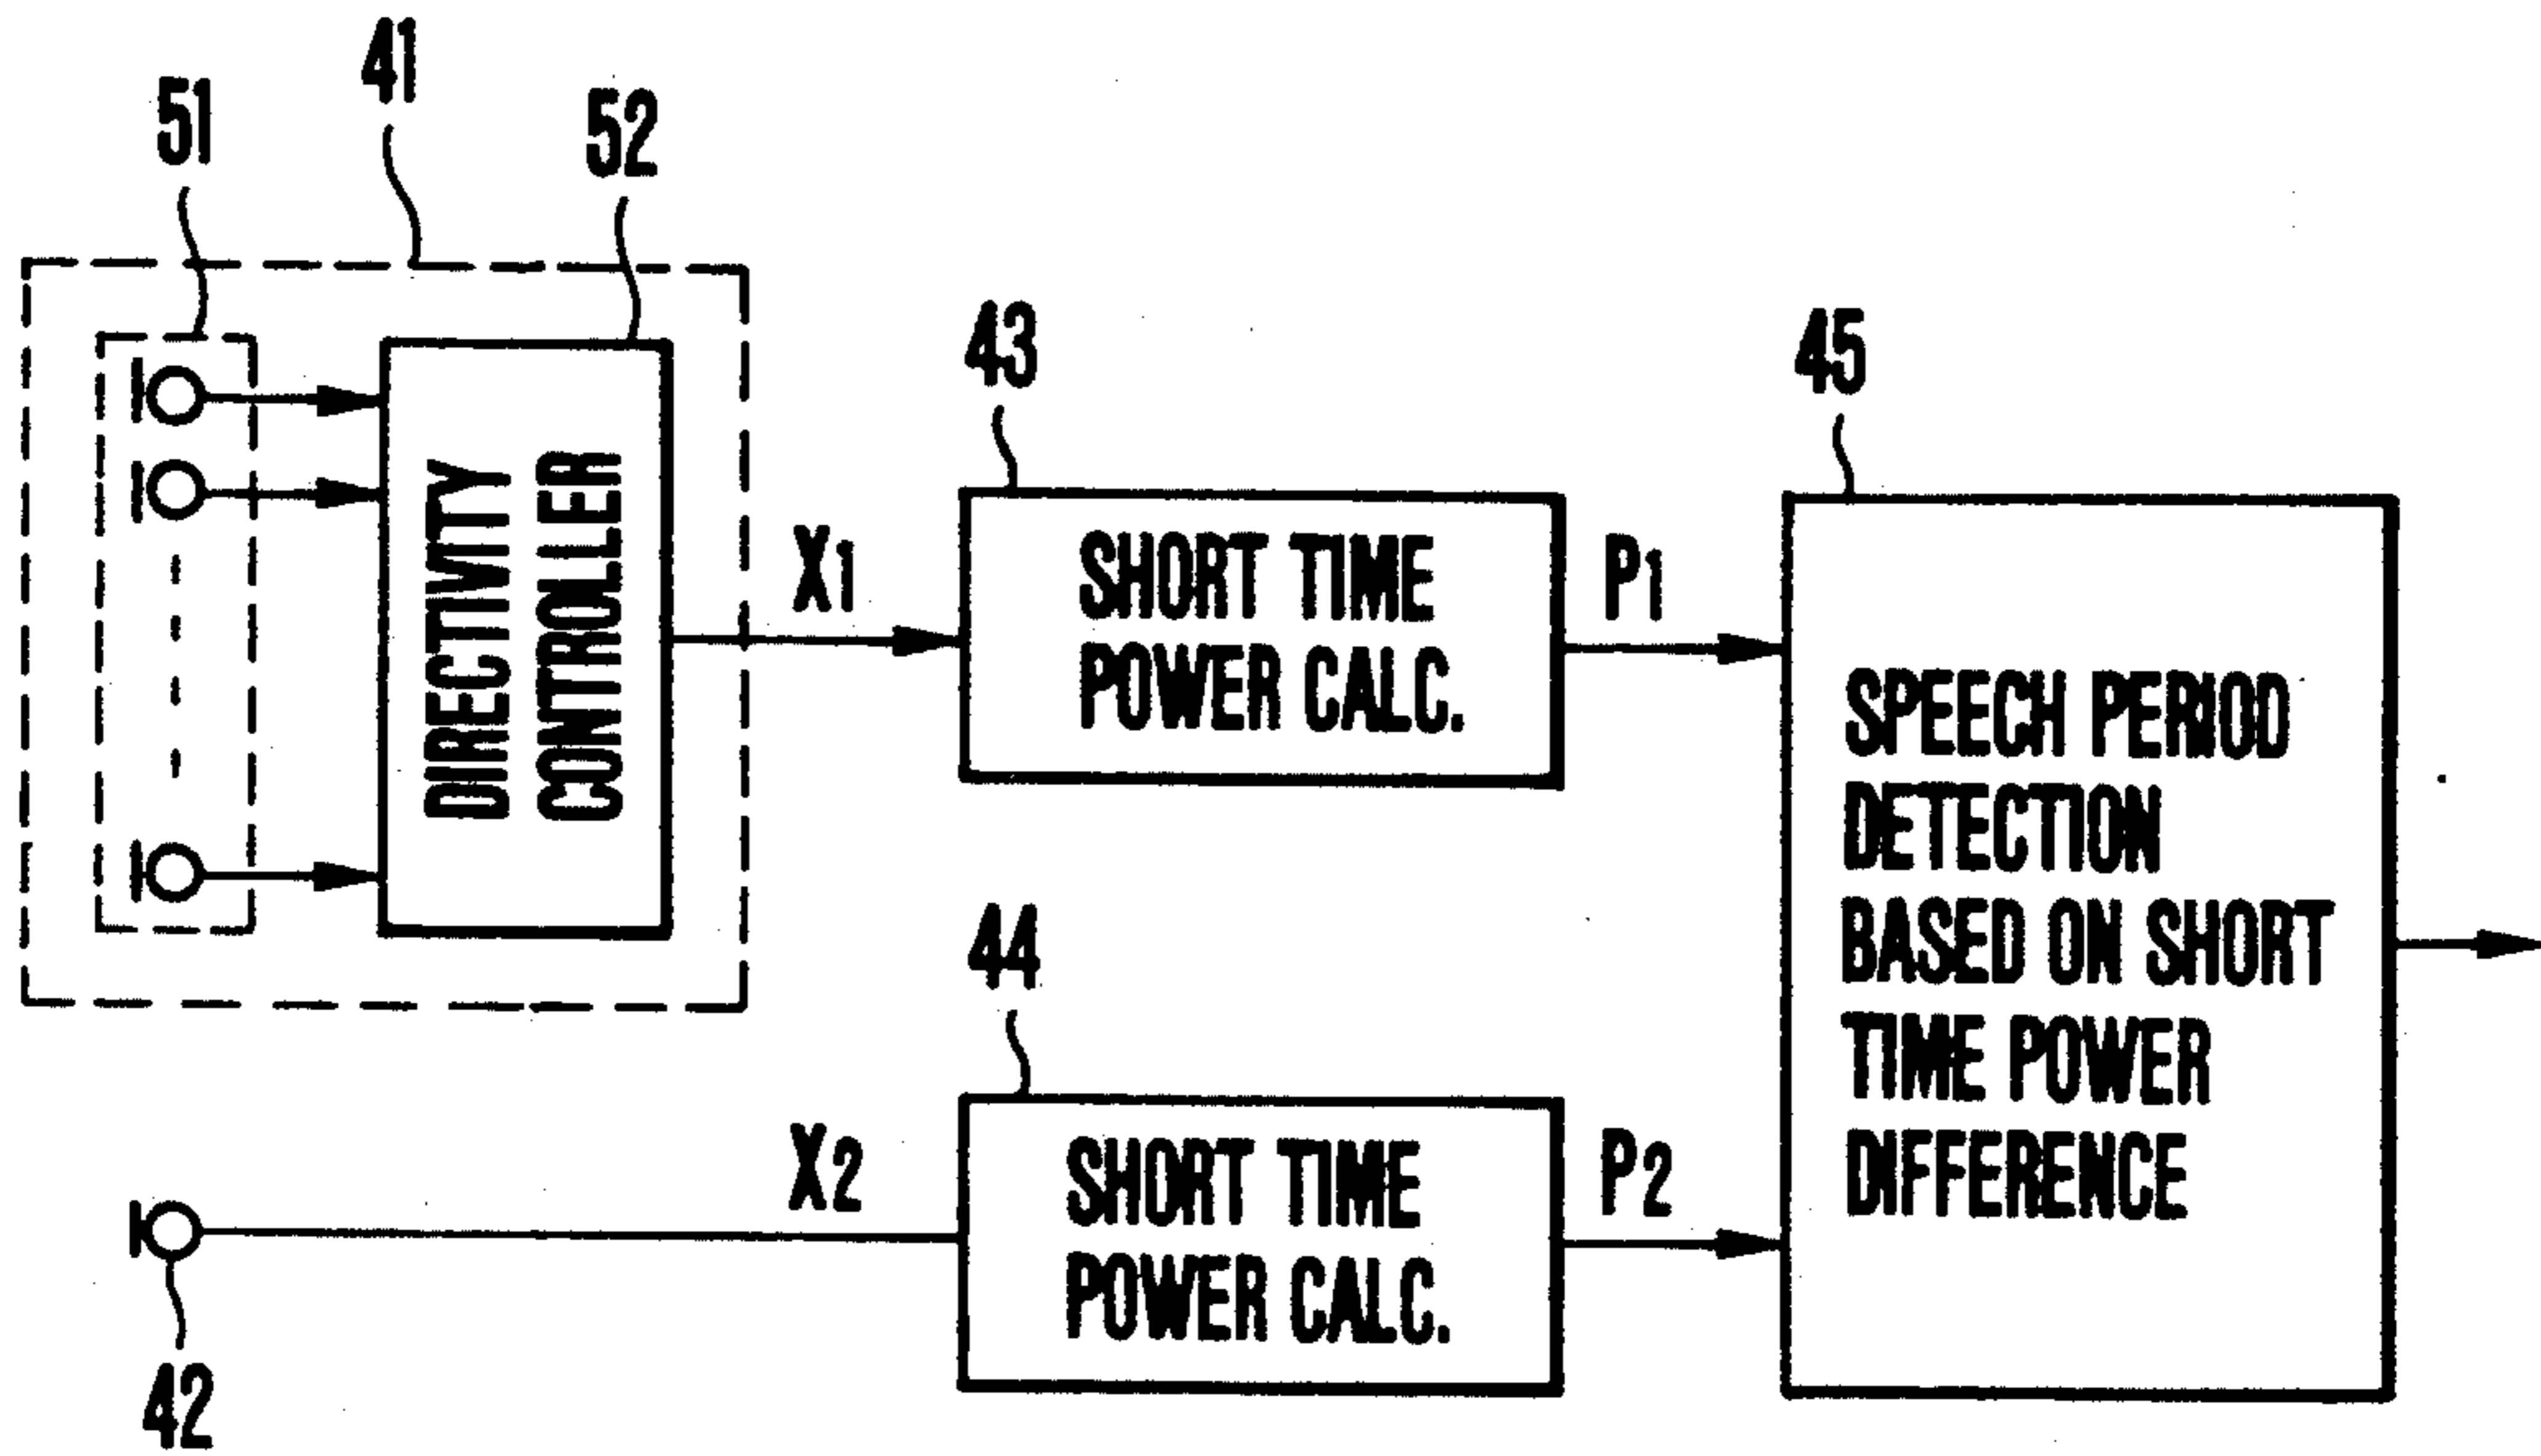 41
51
52
DIRECTIVITY
CONTROLLER
43
45
X1
SHORT TIME
POWER CALC.
P1
SPEECH PERIOD
DETECTION
BASED ON SHORT
TIME POWER
DIFFERENCE
44
X2
SHORT TIME
POWER CALC.
P2
42